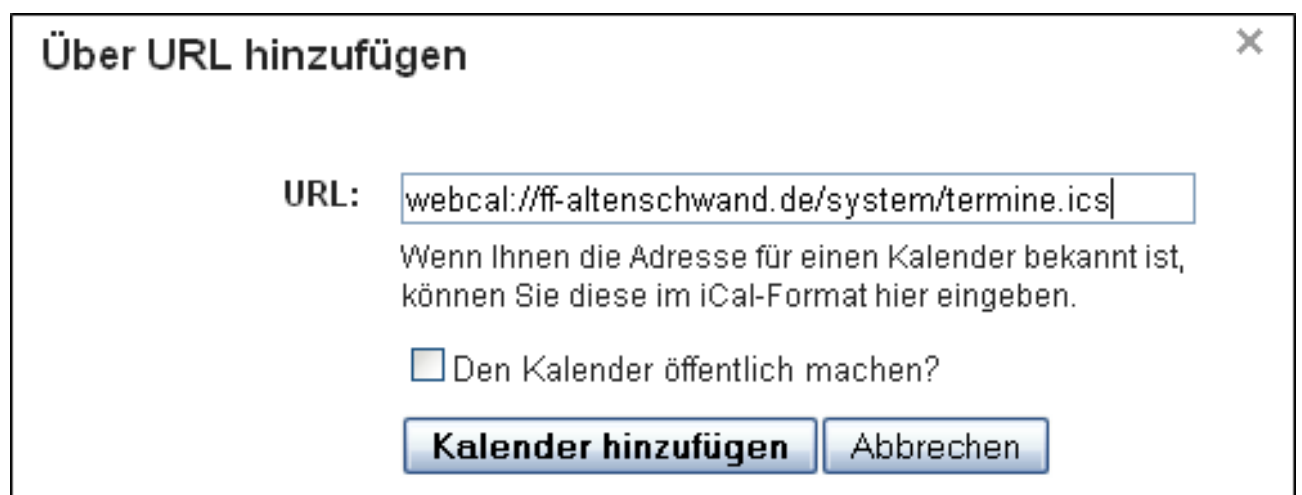 Über URL hinzufügen
URL: webcal://ff-altenschwand.de/system/termine.ics
Wenn Ihnen die Adresse für einen Kalender bekannt ist,
können Sie diese im iCal-Format hier eingeben.
Den Kalender öffentlich machen?
Kalender hinzufügen Abbrechen